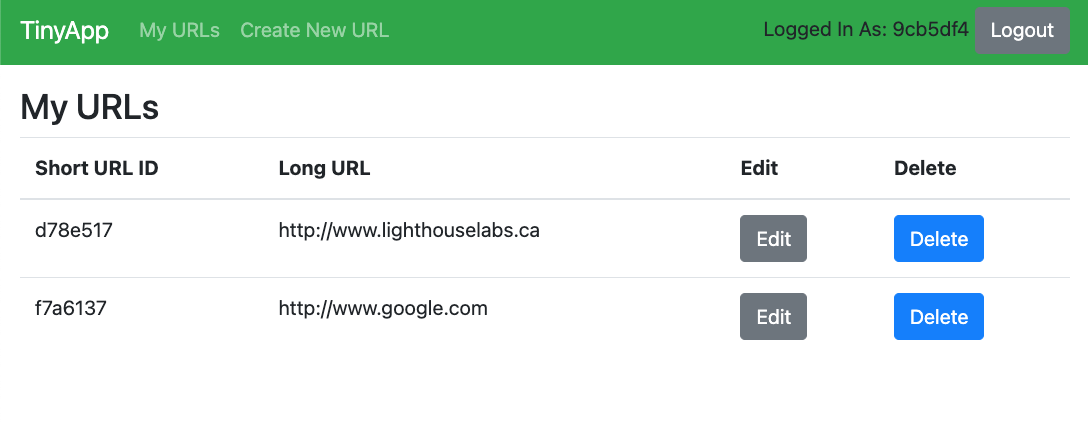 TinyApp My URLs Create New URL Logged In As: 9cb5df4 Logout
My URLs
Short URL ID Long URL Edit Delete
d78e517 http://www.lighthouselabs.ca Edit Delete
f7a6137 http://www.google.com Edit Delete